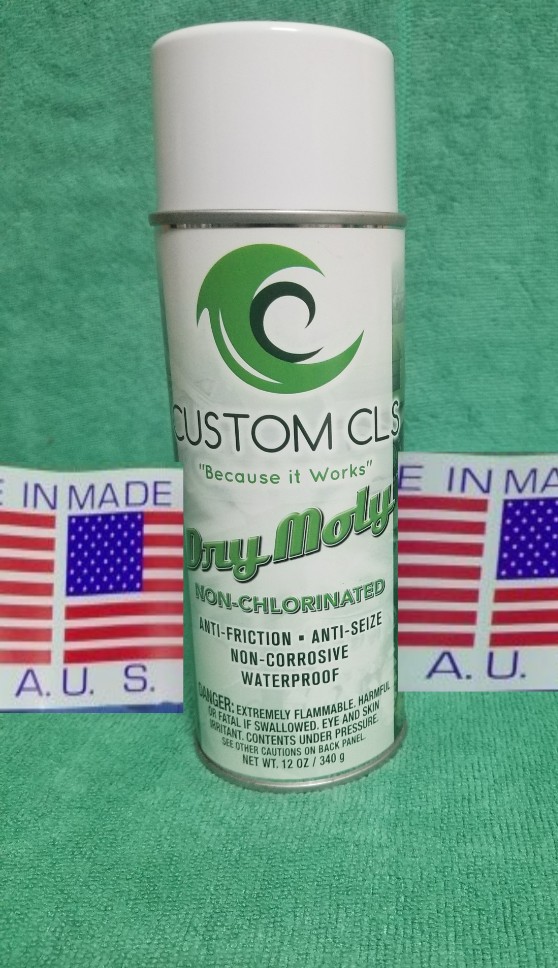 CUSTOM CLS
"Because it Works"
Dry Moly
NON-CHLORINATED
ANTI-FRICTION ▪ ANTI-SEIZE
NON-CORROSIVE
WATERPROOF
DANGER: EXTREMELY FLAMMABLE. HARMFUL
OR FATAL IF SWALLOWED. EYE AND SKIN
IRRITANT. CONTENTS UNDER PRESSURE.
SEE OTHER CAUTIONS ON BACK PANEL.
NET WT. 12 OZ / 340 g
E IN MADE
A. U. S.
E IN MA
A. U.